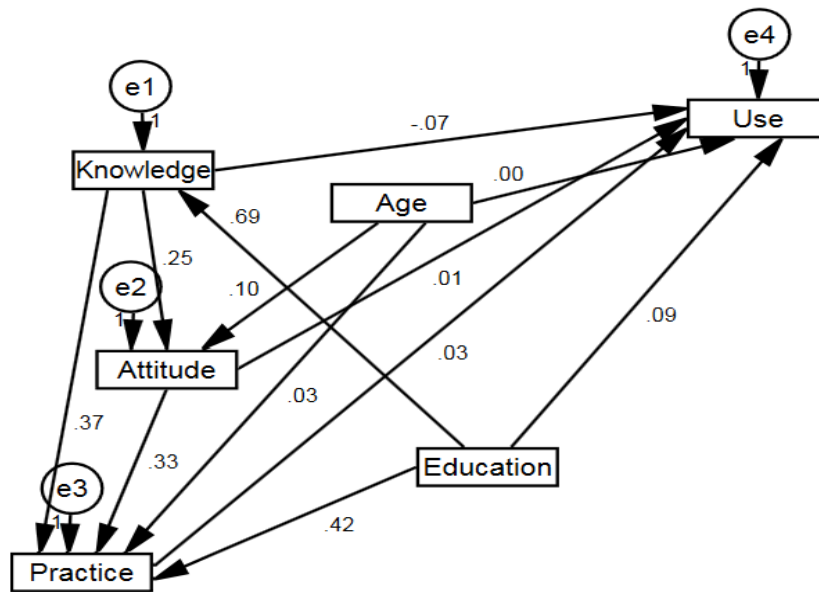 e4
e1
1
1
Use
-.07
Knowledge
.00
Age
.69
.25
e2
.10
.01
1
.09
Attitude
.03
.03
.37
.33
Education
e3
.42
1
Practice